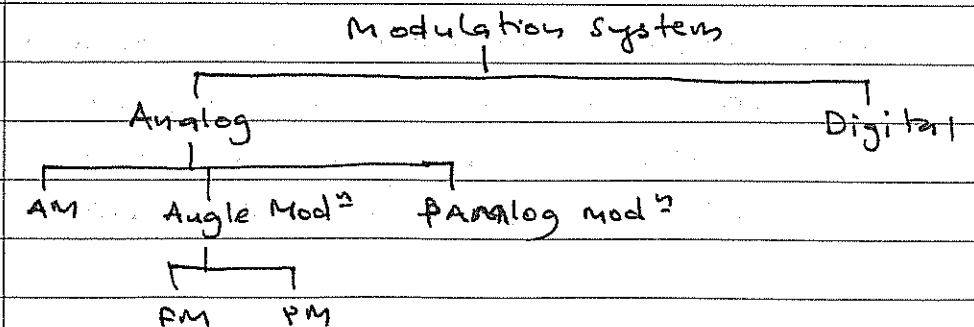 Modulation system
Analog Digital
AM Angle Modⁿ Analog modⁿ
FM PM